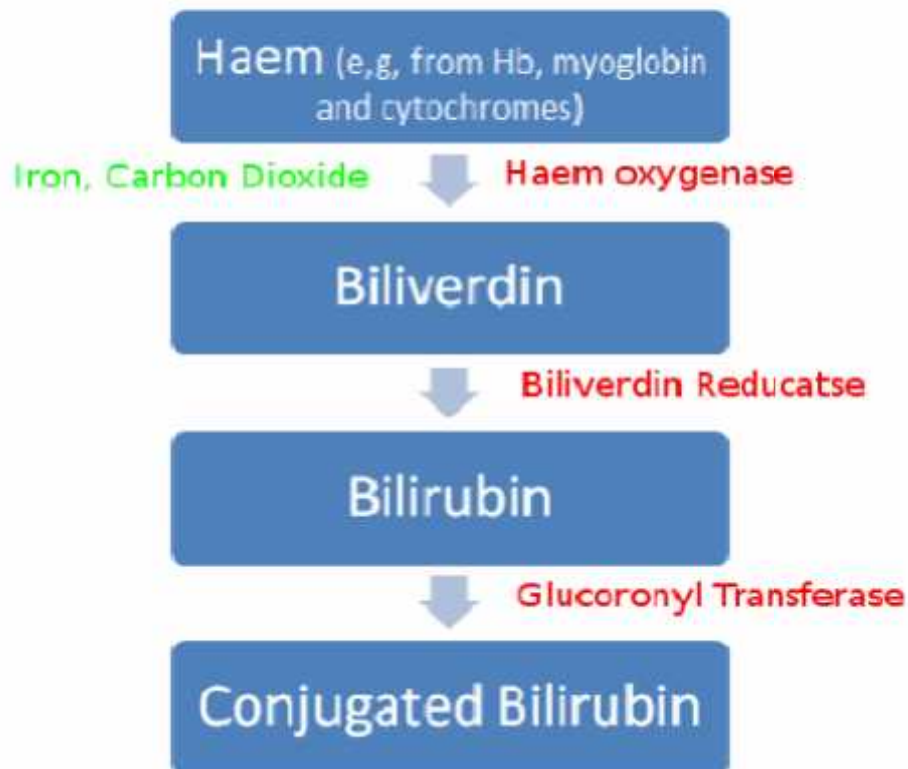 Haem (e,g, from Hb, myoglobin
and cytochromes)
Iron, Carbon Dioxide
Haem oxygenase
Biliverdin
Biliverdin Reducatse
Bilirubin
Glucoronyl Transferase
Conjugated Bilirubin